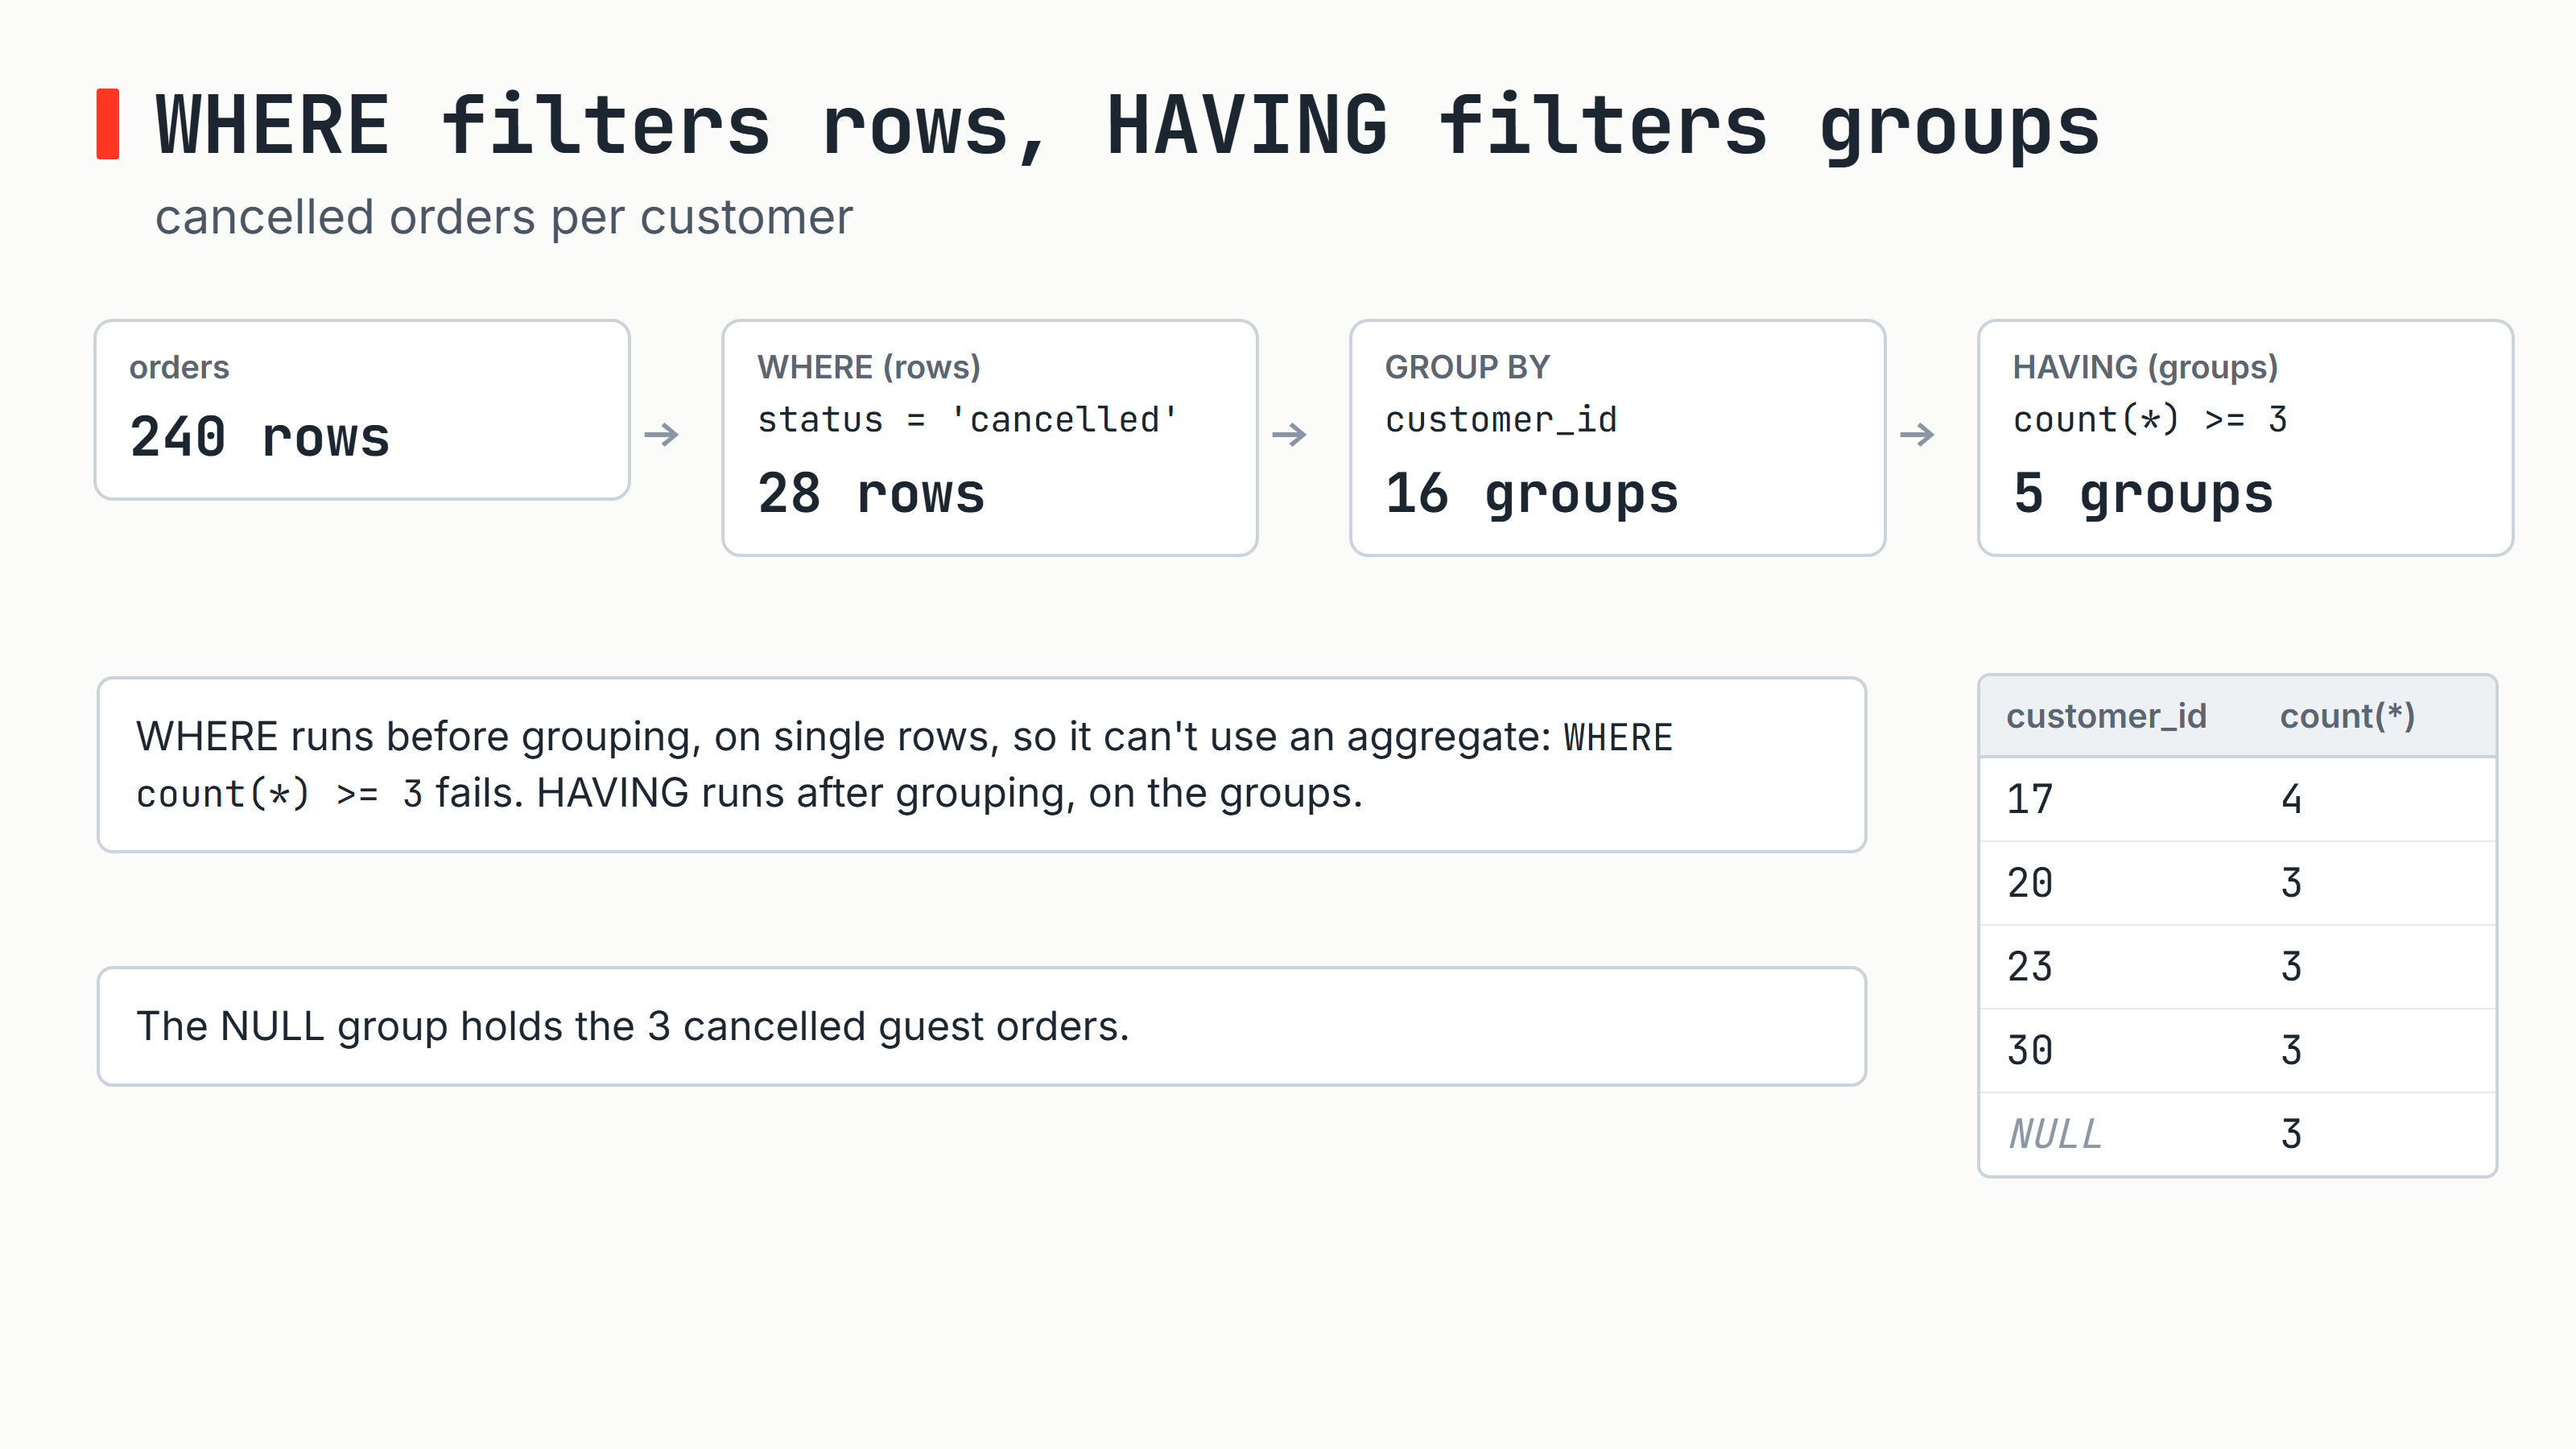 WHERE filters rows, HAVING filters groups
cancelled orders per customer
orders
240 rows
→
WHERE (rows)
status = 'cancelled'
28 rows
→
GROUP BY
customer_id
16 groups
→
HAVING (groups)
count(*) >= 3
5 groups
WHERE runs before grouping, on single rows, so it can't use an aggregate: WHERE
count(*) >= 3 fails. HAVING runs after grouping, on the groups.
The NULL group holds the 3 cancelled guest orders.
customer_id count(*)
17 4
20 3
23 3
30 3
NULL 3